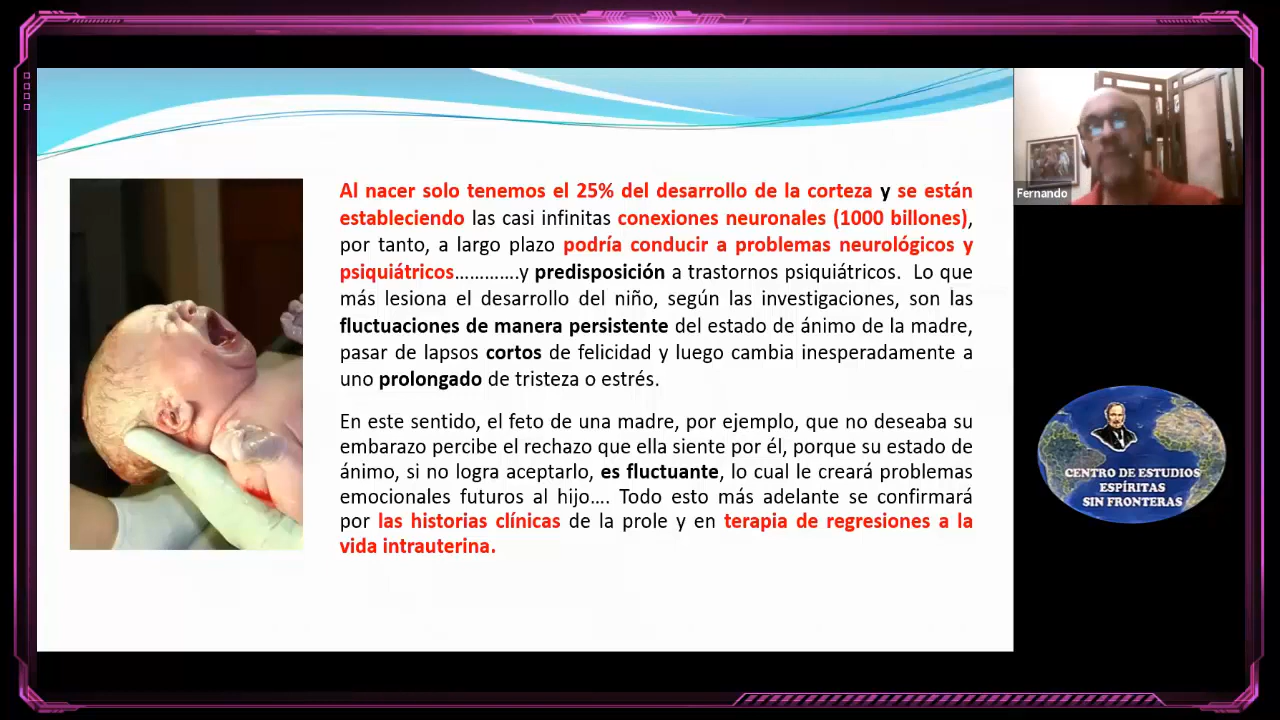 Al nacer solo tenemos el 25% del desarrollo de la corteza y se están
estableciendo las casi infinitas conexiones neuronales (1000 billones),
por tanto, a largo plazo podría conducir a problemas neurológicos y
psiquiátricos.............y predisposición a trastornos psiquiátricos. Lo que
más lesiona el desarrollo del niño, según las investigaciones, son las
fluctuaciones de manera persistente del estado de ánimo de la madre,
pasar de lapsos cortos de felicidad y luego cambia inesperadamente a
uno prolongado de tristeza o estrés.
En este sentido, el feto de una madre, por ejemplo, que no deseaba su
embarazo percibe el rechazo que ella siente por él, porque su estado de
ánimo, si no logra aceptarlo, es fluctuante, lo cual le creará problemas
emocionales futuros al hijo.... Todo esto más adelante se confirmará
por las historias clínicas de la prole y en terapia de regresiones a la
vida intrauterina.
Fernando
CENTRO DE ESTUDIOS
ESPÍRITAS
SIN FRONTERAS